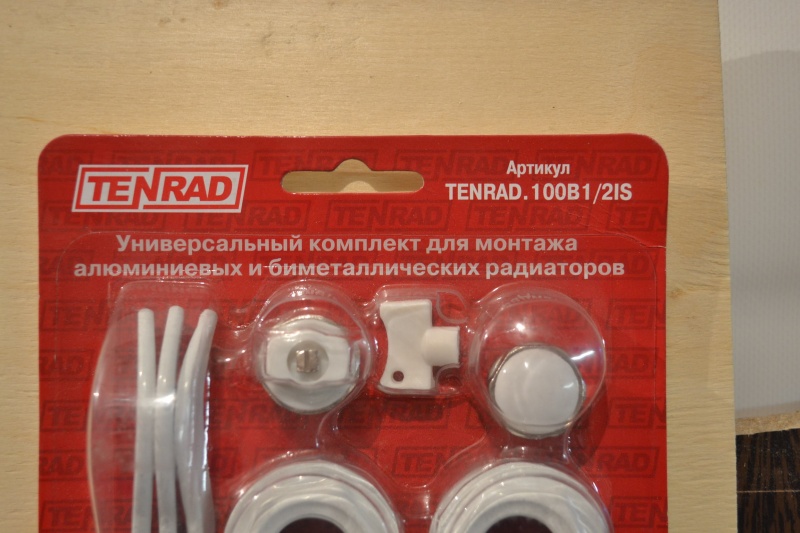 TENRAD
Артикул
TENRAD.100B1/2IS
Универсальный комплект для монтажа
алюминиевых и биметаллических радиаторов